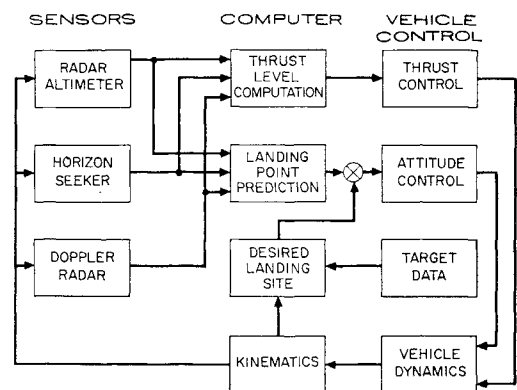 SENSORS
COMPUTER
VEHICLE
CONTROL
RADAR
ALTIMETER
THRUST
LEVEL
COMPUTATION
THRUST
CONTROL
HORIZON
SEEKER
LANDING
POINT
PREDICTION
ATTITUDE
CONTROL
DOPPLER
RADAR
DESIRED
LANDING
SITE
TARGET
DATA
KINEMATICS
VEHICLE
DYNAMICS